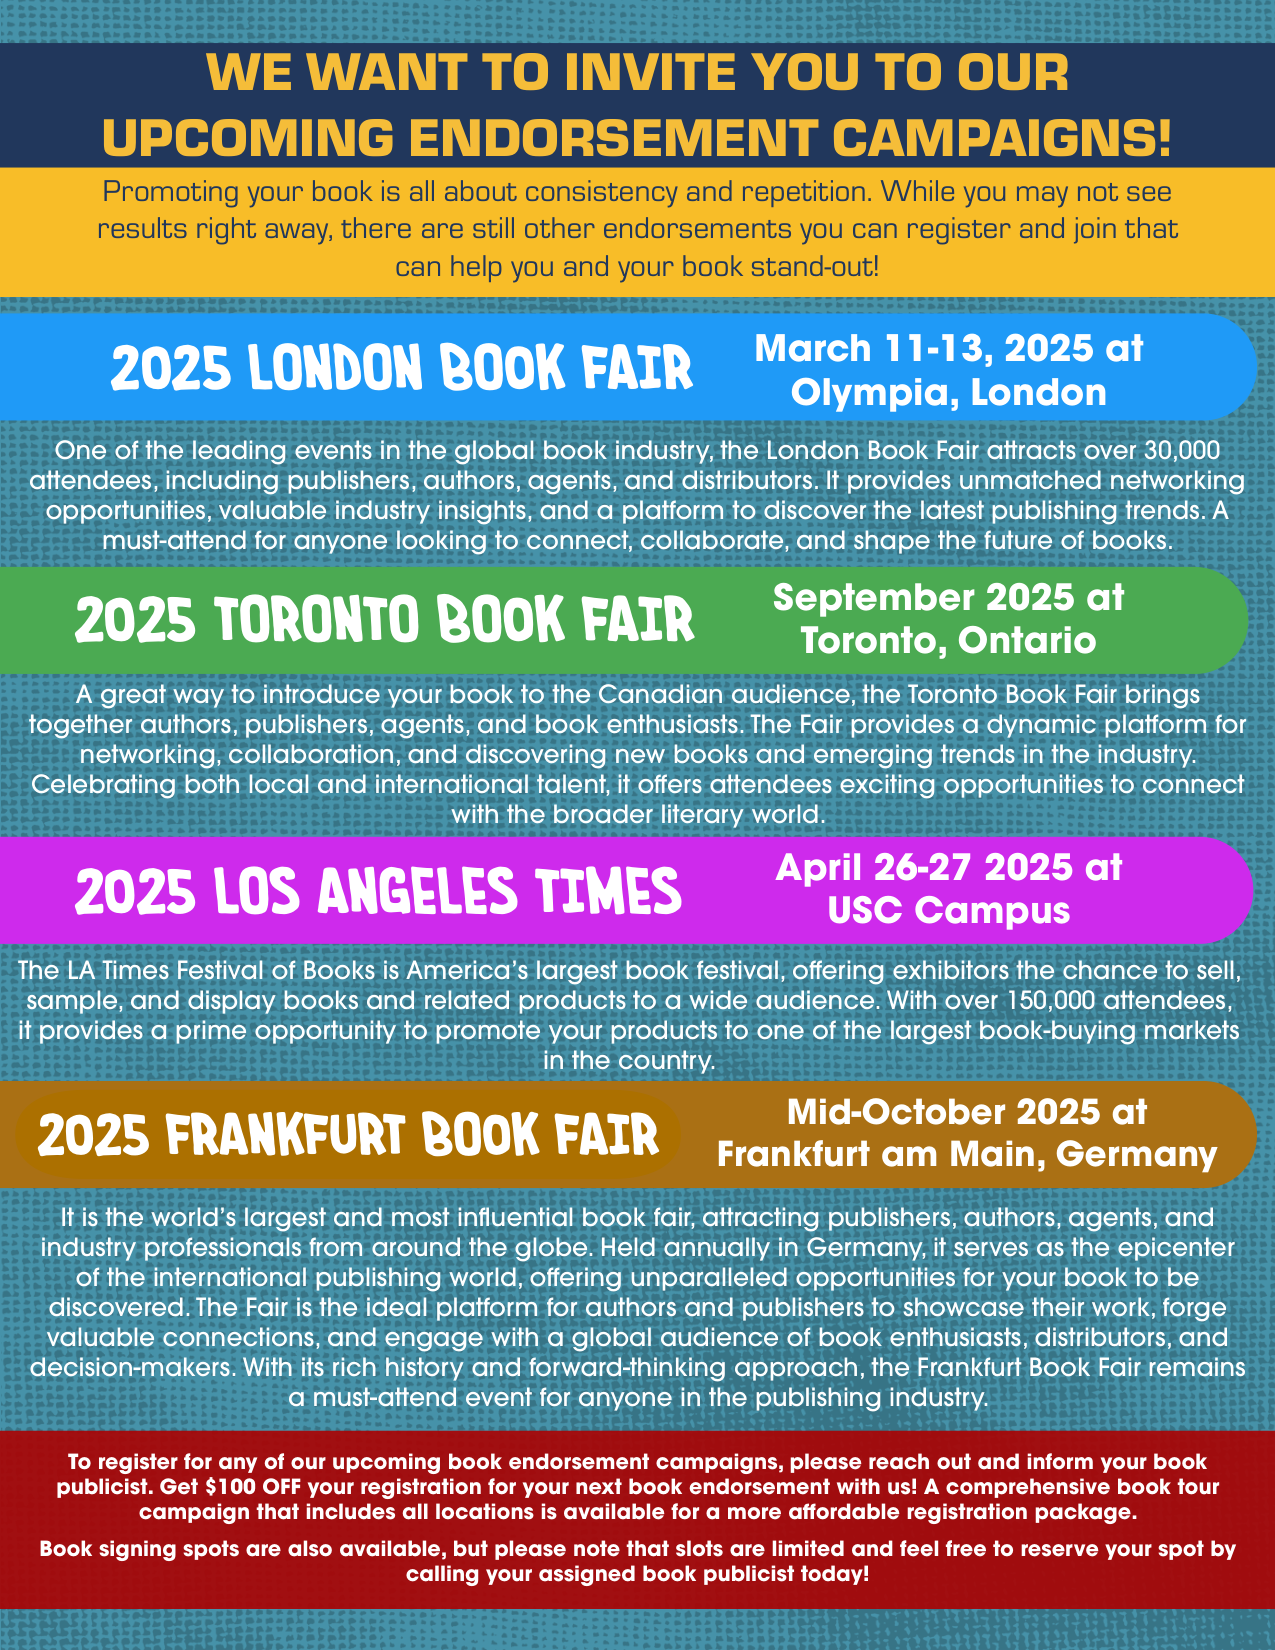 WE WANT TO INVITE YOU TO OUR
UPCOMING ENDORSEMENT CAMPAIGNS!
Promoting your book is all about consistency and repetition. While you may not see
results right away, there are still other endorsements you can register and join that
can help you and your book stand-out!
2025 LONDON BOOK FAIR
March 11-13, 2025 at
Olympia, London
One of the leading events in the global book industry, the London Book Fair attracts over 30,000
attendees, including publishers, authors, agents, and distributors. It provides unmatched networking
opportunities, valuable industry insights, and a platform to discover the latest publishing trends. A
must-attend for anyone looking to connect, collaborate, and shape the future of books.
2025 TORONTO BOOK FAIR
September 2025 at
Toronto, Ontario
A great way to introduce your book to the Canadian audience, the Toronto Book Fair brings
together authors, publishers, agents, and book enthusiasts. The Fair provides a dynamic platform for
networking, collaboration, and discovering new books and emerging trends in the industry.
Celebrating both local and international talent, it offers attendees exciting opportunities to connect
with the broader literary world.
2025 LOS ANGELES TIMES
April 26-27 2025 at
USC Campus
The LA Times Festival of Books is America's largest book festival, offering exhibitors the chance to sell,
sample, and display books and related products to a wide audience. With over 150,000 attendees,
it provides a prime opportunity to promote your products to one of the largest book-buying markets
in the country.
2025 FRANKFURT BOOK FAIR
Mid-October 2025 at
Frankfurt am Main, Germany
It is the world's largest and most influential book fair, attracting publishers, authors, agents, and
industry professionals from around the globe. Held annually in Germany, it serves as the epicenter
of the international publishing world, offering unparalleled opportunities for your book to be
discovered. The Fair is the ideal platform for authors and publishers to showcase their work, forge
valuable connections, and engage with a global audience of book enthusiasts, distributors, and
decision-makers. With its rich history and forward-thinking approach, the Frankfurt Book Fair remains
a must-attend event for anyone in the publishing industry.
To register for any of our upcoming book endorsement campaigns, please reach out and inform your book
publicist. Get $100 OFF your registration for your next book endorsement with us! A comprehensive book tour
campaign that includes all locations is available for a more affordable registration package.
Book signing spots are also available, but please note that slots are limited and feel free to reserve your spot by
calling your assigned book publicist today!